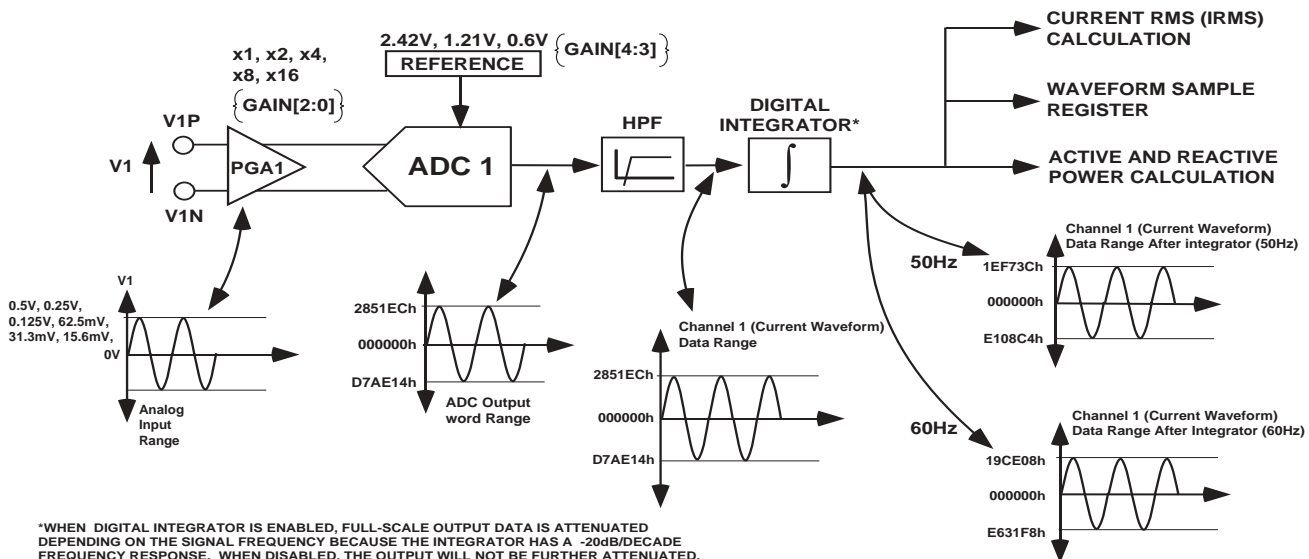 x1, x2, x4,
x8, x16
{GAIN[2:0]}
2.42V, 1.21V, 0.6V
{GAIN[4:3]}
REFERENCE
V1P
V1
V1N
PGA1
ADC 1
HPF
DIGITAL
INTEGRATOR*
∫
CURRENT RMS (IRMS)
CALCULATION
WAVEFORM SAMPLE
REGISTER
ACTIVE AND REACTIVE
POWER CALCULATION
V1
0.5V, 0.25V,
0.125V, 62.5mV,
31.3mV, 15.6mV,
0V
Analog
Input
Range
2851ECh
000000h
D7AE14h
ADC Output
word Range
Channel 1 (Current Waveform)
Data Range
2851ECh
000000h
D7AE14h
50Hz
Channel 1 (Current Waveform)
Data Range After integrator (50Hz)
1EF73Ch
000000h
E108C4h
60Hz
Channel 1 (Current Waveform)
Data Range After Integrator (60Hz)
19CE08h
000000h
E631F8h
*WHEN DIGITAL INTEGRATOR IS ENABLED, FULL-SCALE OUTPUT DATA IS ATTENUATED
DEPENDING ON THE SIGNAL FREQUENCY BECAUSE THE INTEGRATOR HAS A -20dB/DECADE
FREQUENCY RESPONSE. WHEN DISABLED, THE OUTPUT WILL NOT BE FURTHER ATTENUATED.